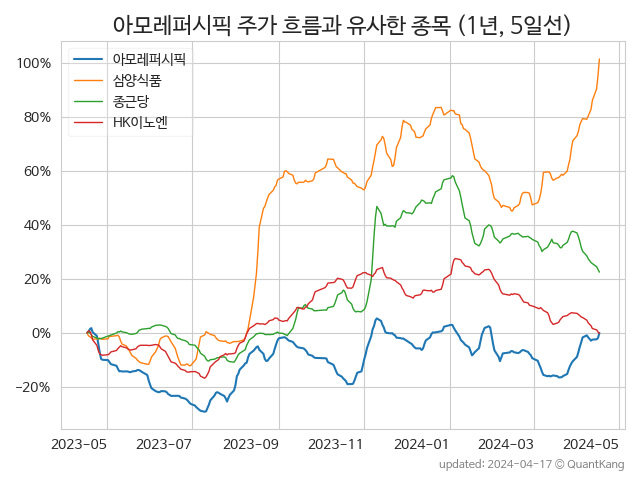 아모레퍼시픽 주가 흐름과 유사한 종목 (1년, 5일선)
아모레퍼시픽
삼양식품
종근당
HK이노엔
100%
80%
60%
40%
20%
0%
−20%
2023-05 2023-07 2023-09 2023-11 2024-01 2024-03 2024-05
updated: 2024-04-17 © QuantKang